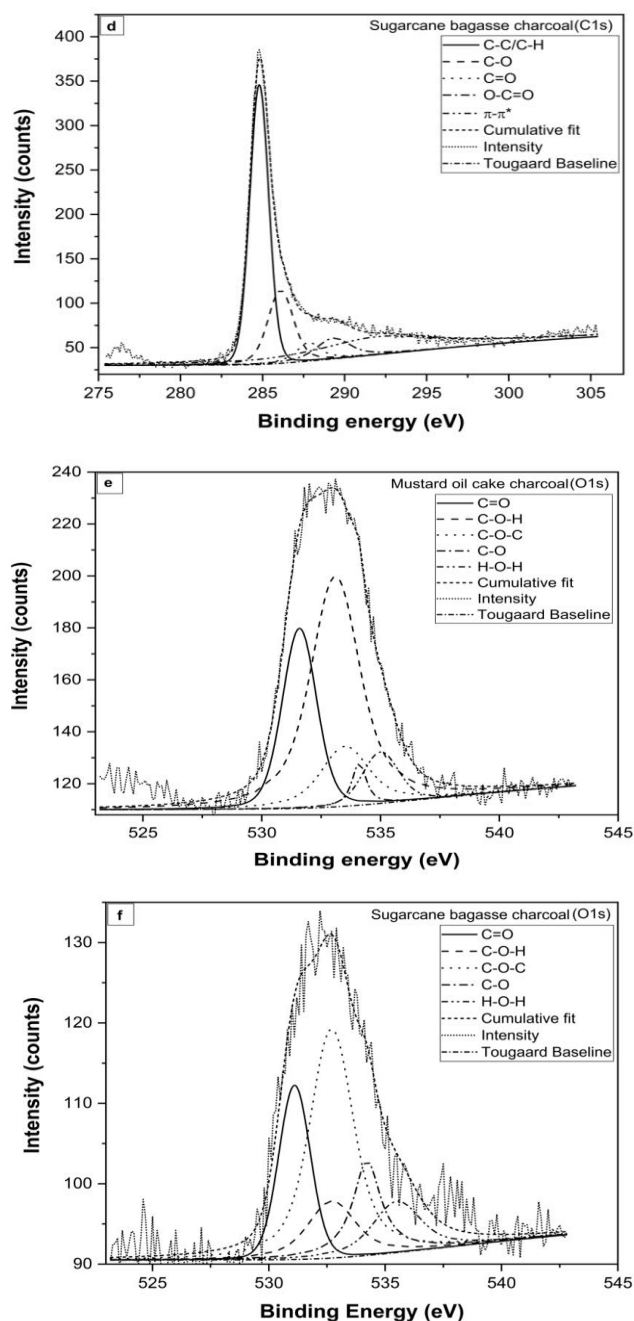 d
Sugarcane bagasse charcoal(C1s)
C-C/C-H
C-O
C=O
O-C=O
π-π*
Cumulative fit
Intensity
Tougaard Baseline
Intensity (counts)
400
350
300
250
200
150
100
50
275 280 285 290 295 300 305
Binding energy (eV)
e
Mustard oil cake charcoal(O1s)
C=O
C-O-H
C-O-C
C-O
H-O-H
Cumulative fit
Intensity
Tougaard Baseline
Intensity (counts)
240
220
200
180
160
140
120
525 530 535 540 545
Binding energy (eV)
f
Sugarcane bagasse charcoal(O1s)
C=O
C-O-H
C-O-C
C-O
H-O-H
Cumulative fit
Intensity
Tougaard Baseline
Intensity (counts)
130
120
110
100
90
525 530 535 540 545
Binding Energy (eV)